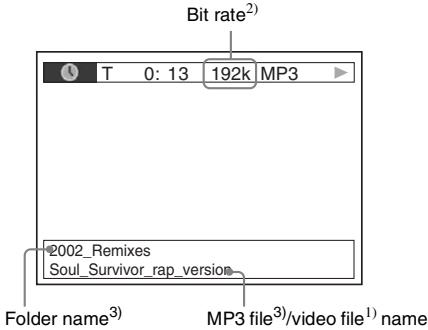 Bit rate2)
T 0: 13 192k MP3
2002_Remixes
Soul_Survivor_rap_version
Folder name3) MP3 file3)/video file1) name